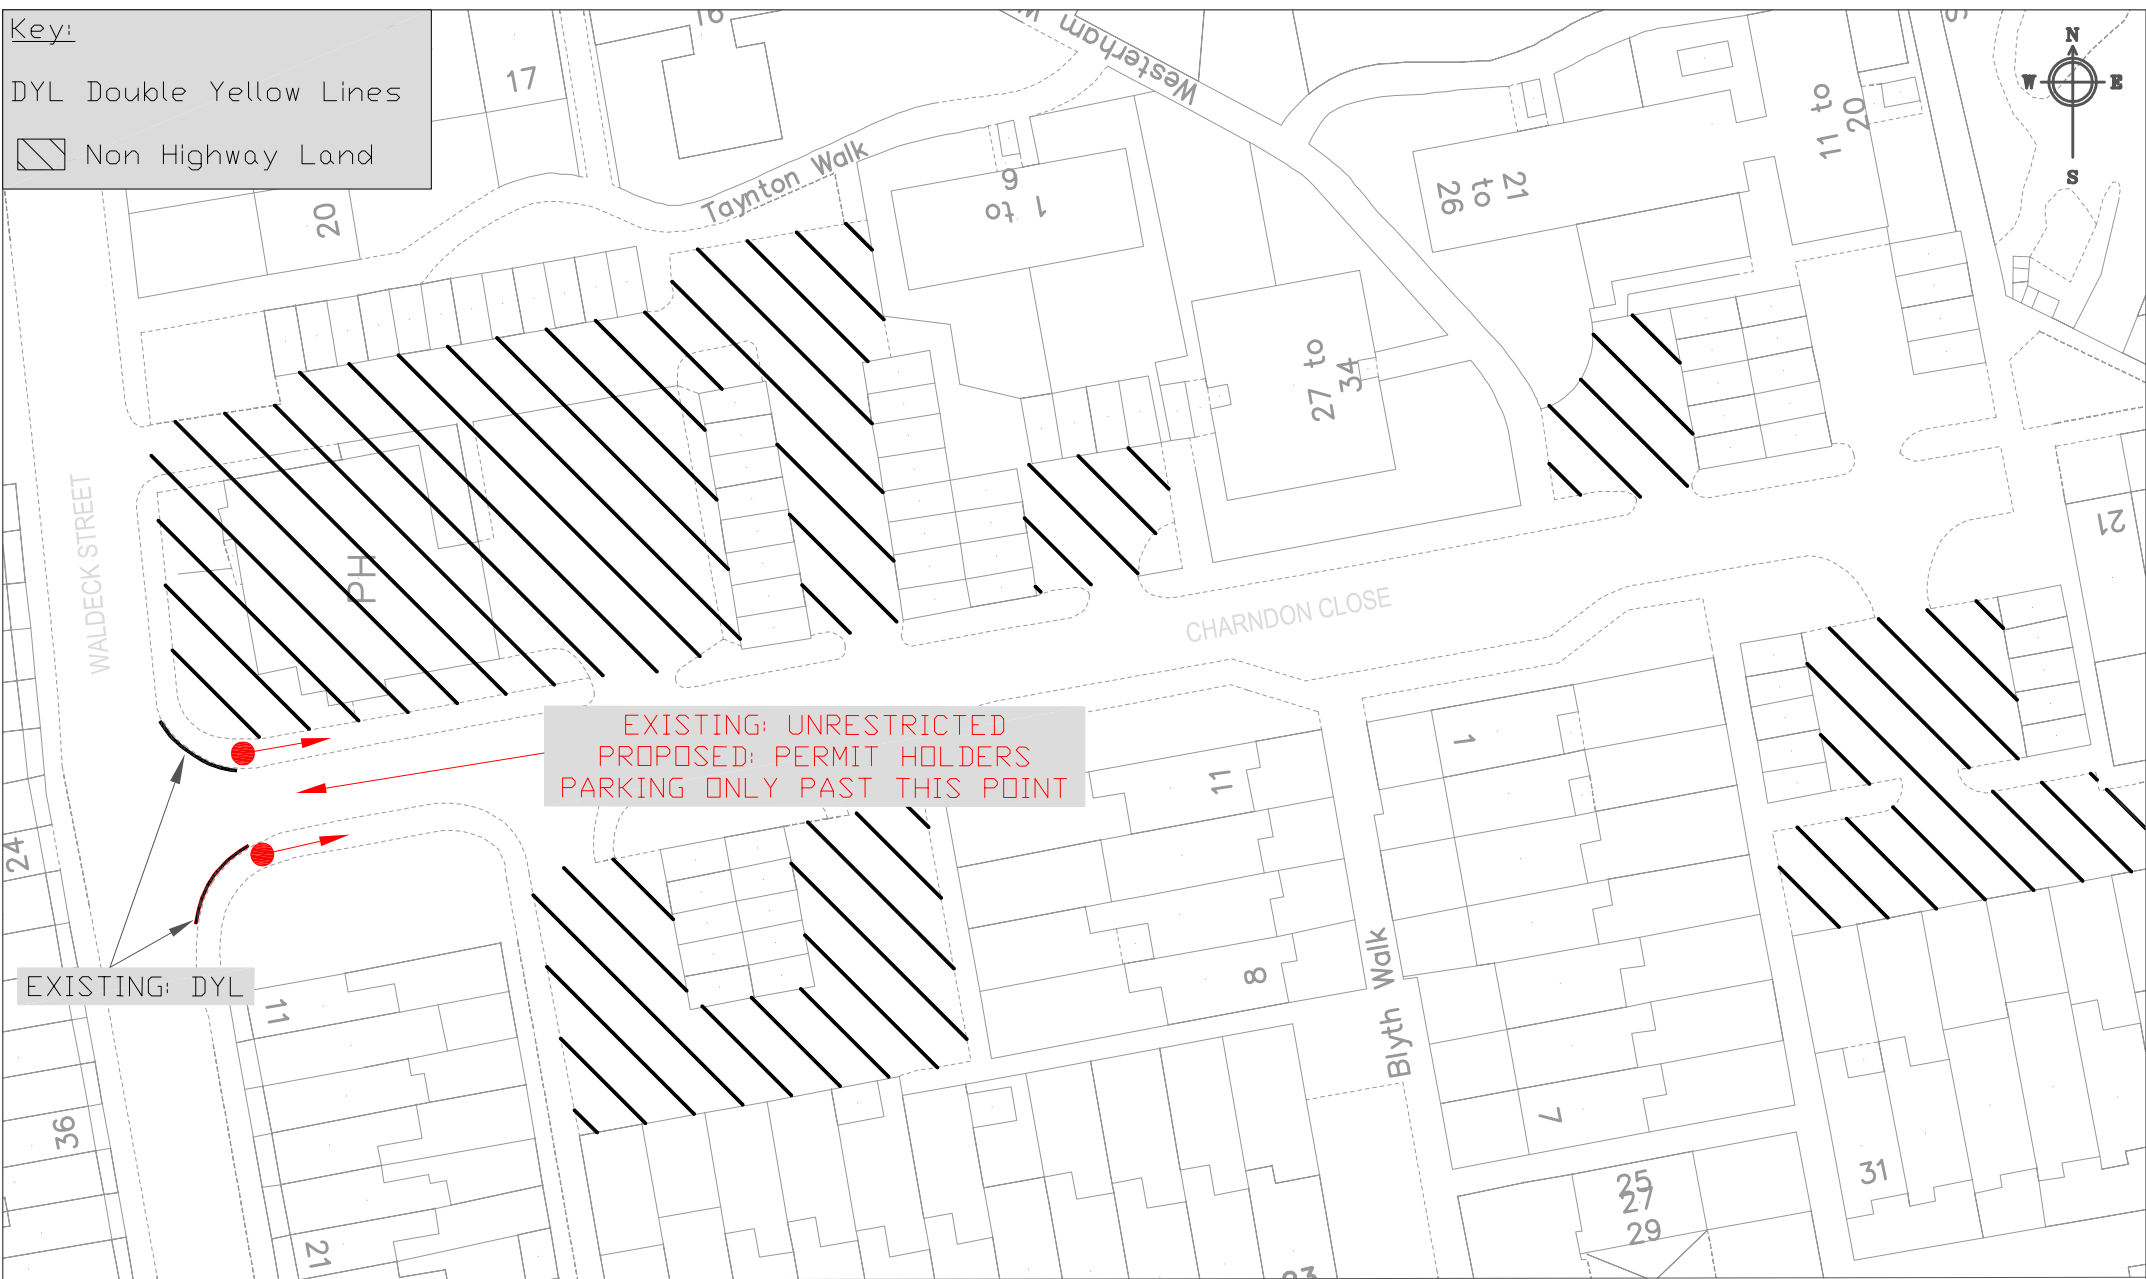 Key:
DYL Double Yellow Lines
Non Highway Land
N
W E
S
16
17
20
Westerham W
Taynton Walk
1 to
6
21
to
26
11 to
20
27 to
34
PH
WALDECK STREET
CHARNDON CLOSE
21
EXISTING: UNRESTRICTED
PROPOSED: PERMIT HOLDERS
PARKING ONLY PAST THIS POINT
EXISTING: DYL
24
36
11
21
11
8
1
7
Blyth Walk
25
27
29
31
23